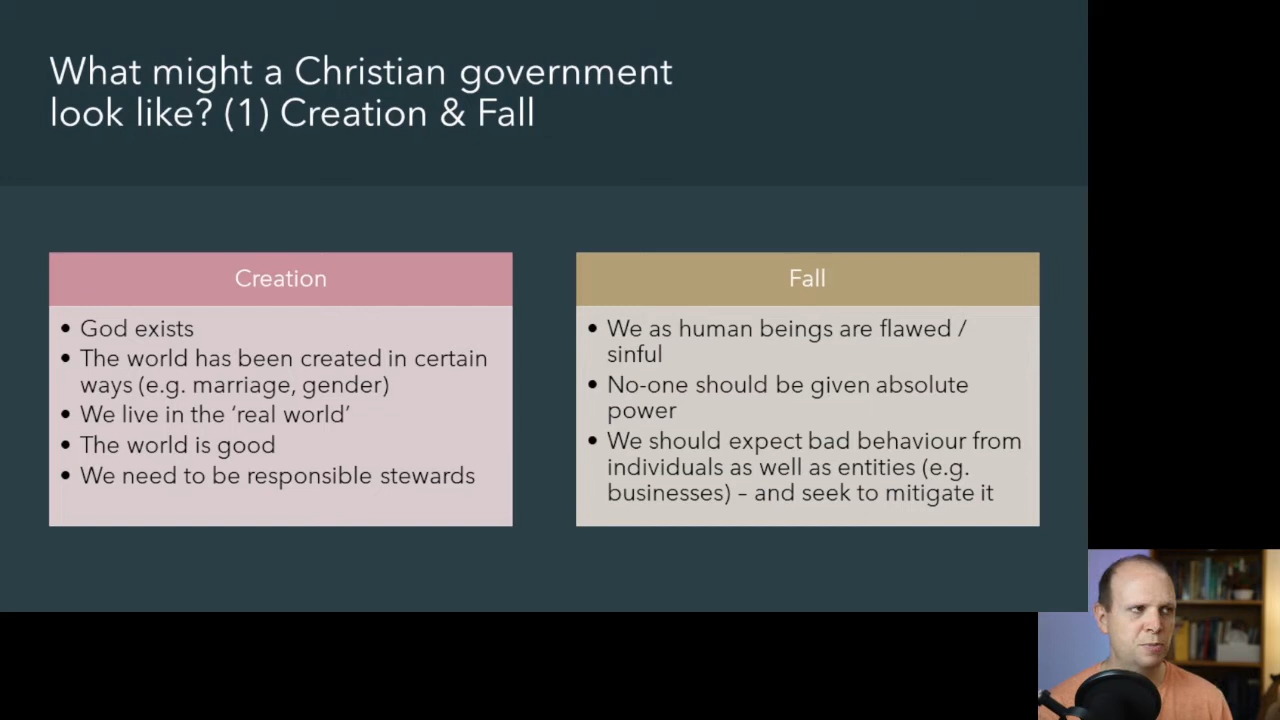 What might a Christian government
look like? (1) Creation & Fall
Creation
• God exists
• The world has been created in certain
ways (e.g. marriage, gender)
• We live in the ‘real world’
• The world is good
• We need to be responsible stewards
Fall
• We as human beings are flawed /
sinful
• No-one should be given absolute
power
• We should expect bad behaviour from
individuals as well as entities (e.g.
businesses) – and seek to mitigate it